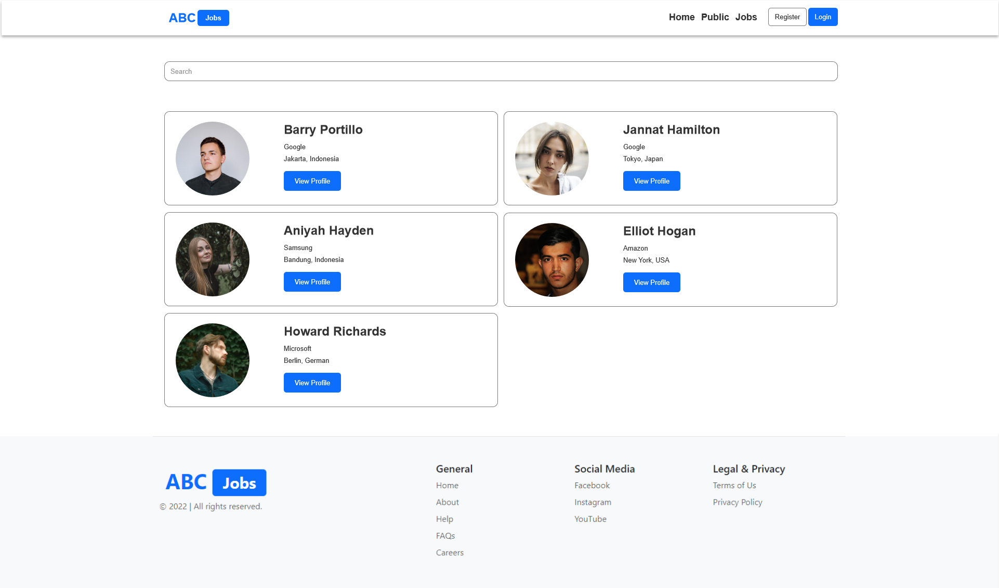 ABC Jobs
Home Public Jobs Register Login
Search
Barry Portillo
Google
Jakarta, Indonesia
View Profile
Jannat Hamilton
Google
Tokyo, Japan
View Profile
Aniyah Hayden
Samsung
Bandung, Indonesia
View Profile
Elliot Hogan
Amazon
New York, USA
View Profile
Howard Richards
Microsoft
Berlin, German
View Profile
ABC Jobs
© 2022 | All rights reserved.
General
Home
About
Help
FAQs
Careers
Social Media
Facebook
Instagram
YouTube
Legal & Privacy
Terms of Us
Privacy Policy